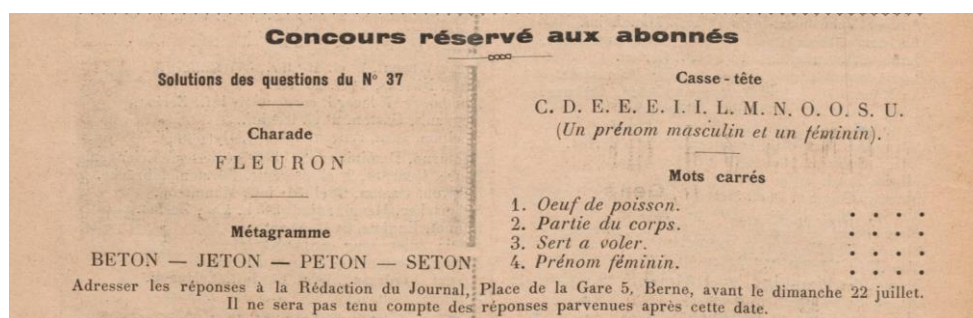 Concours réservé aux abonnés
Solutions des questions du N° 37
Charade
FLEURON
Métagramme
BETON — JETON — PETON — SETON
Casse-tête
C. D. E. E. E. I. I. L. M. N. O. O. S. U.
(Un prénom masculin et un féminin).
Mots carrés
1. Oeuf de poisson.
2. Partie du corps.
3. Sert a voler.
4. Prénom féminin.
Adresser les réponses à la Rédaction du Journal, Place de la Gare 5, Berne, avant le dimanche 22 juillet.
Il ne sera pas tenu compte des réponses parvenues après cette date.